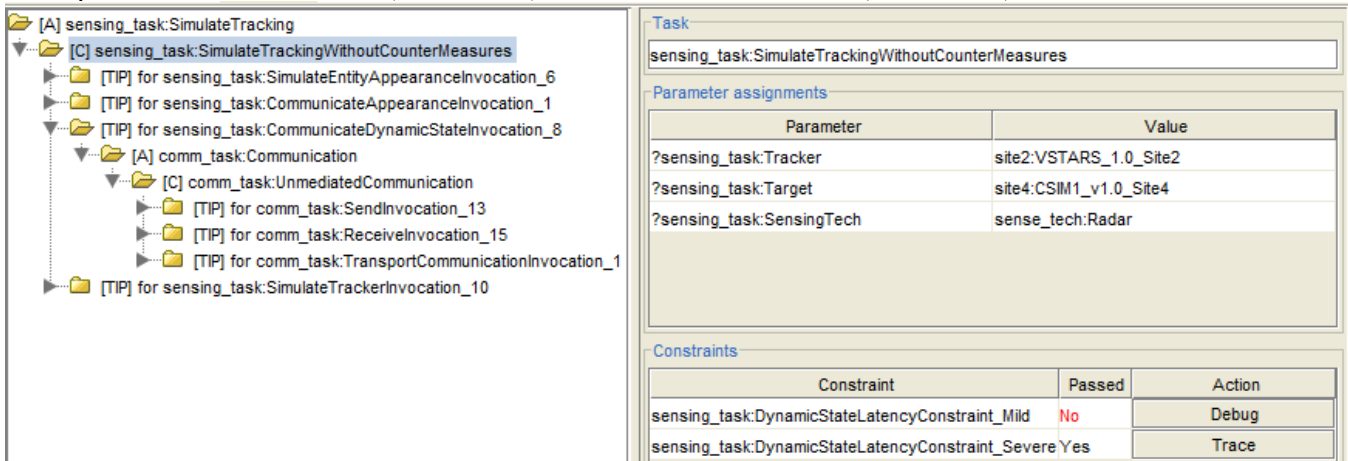 [A] sensing_task:SimulateTracking
[C] sensing_task:SimulateTrackingWithoutCounterMeasures
[TIP] for sensing_task:SimulateEntityAppearanceInvocation_6
[TIP] for sensing_task:CommunicateAppearanceInvocation_1
[TIP] for sensing_task:CommunicateDynamicStateInvocation_8
[A] comm_task:Communication
[C] comm_task:UnmediatedCommunication
[TIP] for comm_task:SendInvocation_13
[TIP] for comm_task:ReceiveInvocation_15
[TIP] for comm_task:TransportCommunicationInvocation_1
[TIP] for sensing_task:SimulateTrackerInvocation_10
Task
sensing_task:SimulateTrackingWithoutCounterMeasures
Parameter assignments
Parameter Value
?sensing_task:Tracker site2:VSTARS_1.0_Site2
?sensing_task:Target site4:CSIM1_v1.0_Site4
?sensing_task:SensingTech sense_tech:Radar
Constraints
Constraint Passed Action
sensing_task:DynamicStateLatencyConstraint_Mild No Debug
sensing_task:DynamicStateLatencyConstraint_Severe Yes Trace